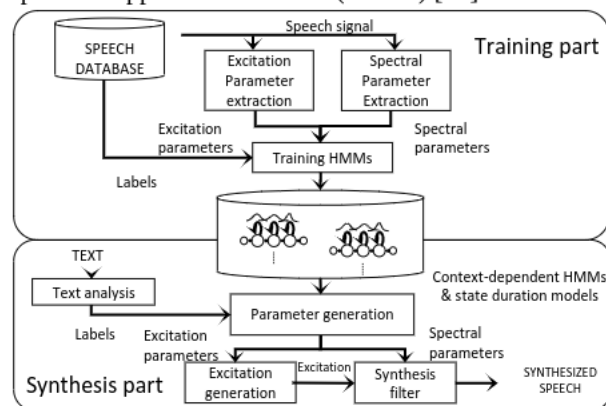 Speech signal
SPEECH
DATABASE
Training part
Excitation
Parameter
extraction
Spectral
Parameter
Extraction
Excitation
parameters
Spectral
parameters
Training HMMs
Labels
TEXT
Context-dependent HMMs
& state duration models
Text analysis
Parameter generation
Labels
Excitation
parameters
Spectral
parameters
Synthesis part
Excitation
generation
Excitation
Synthesis
filter
SYNTHESIZED
SPEECH